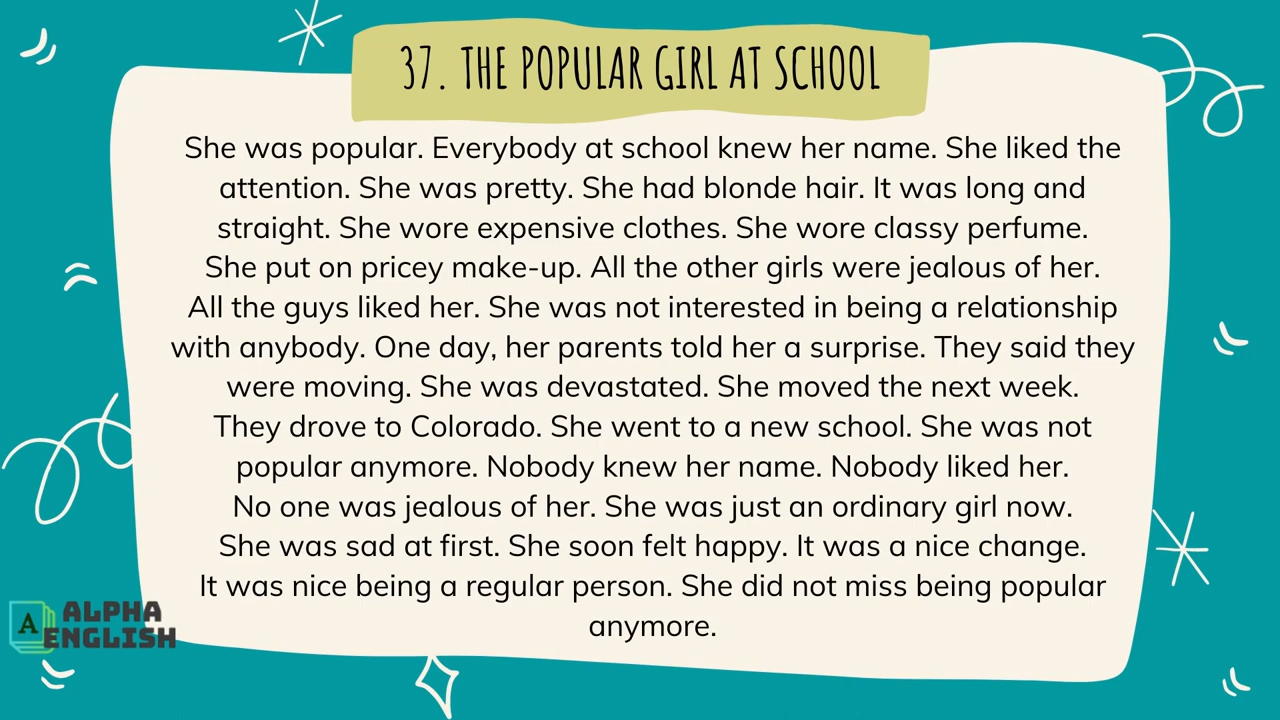 37. THE POPULAR GIRL AT SCHOOL
She was popular. Everybody at school knew her name. She liked the
attention. She was pretty. She had blonde hair. It was long and
straight. She wore expensive clothes. She wore classy perfume.
She put on pricey make-up. All the other girls were jealous of her.
All the guys liked her. She was not interested in being a relationship
with anybody. One day, her parents told her a surprise. They said they
were moving. She was devastated. She moved the next week.
They drove to Colorado. She went to a new school. She was not
popular anymore. Nobody knew her name. Nobody liked her.
No one was jealous of her. She was just an ordinary girl now.
She was sad at first. She soon felt happy. It was a nice change.
It was nice being a regular person. She did not miss being popular
anymore.
A
ALPHA
ENGLISH